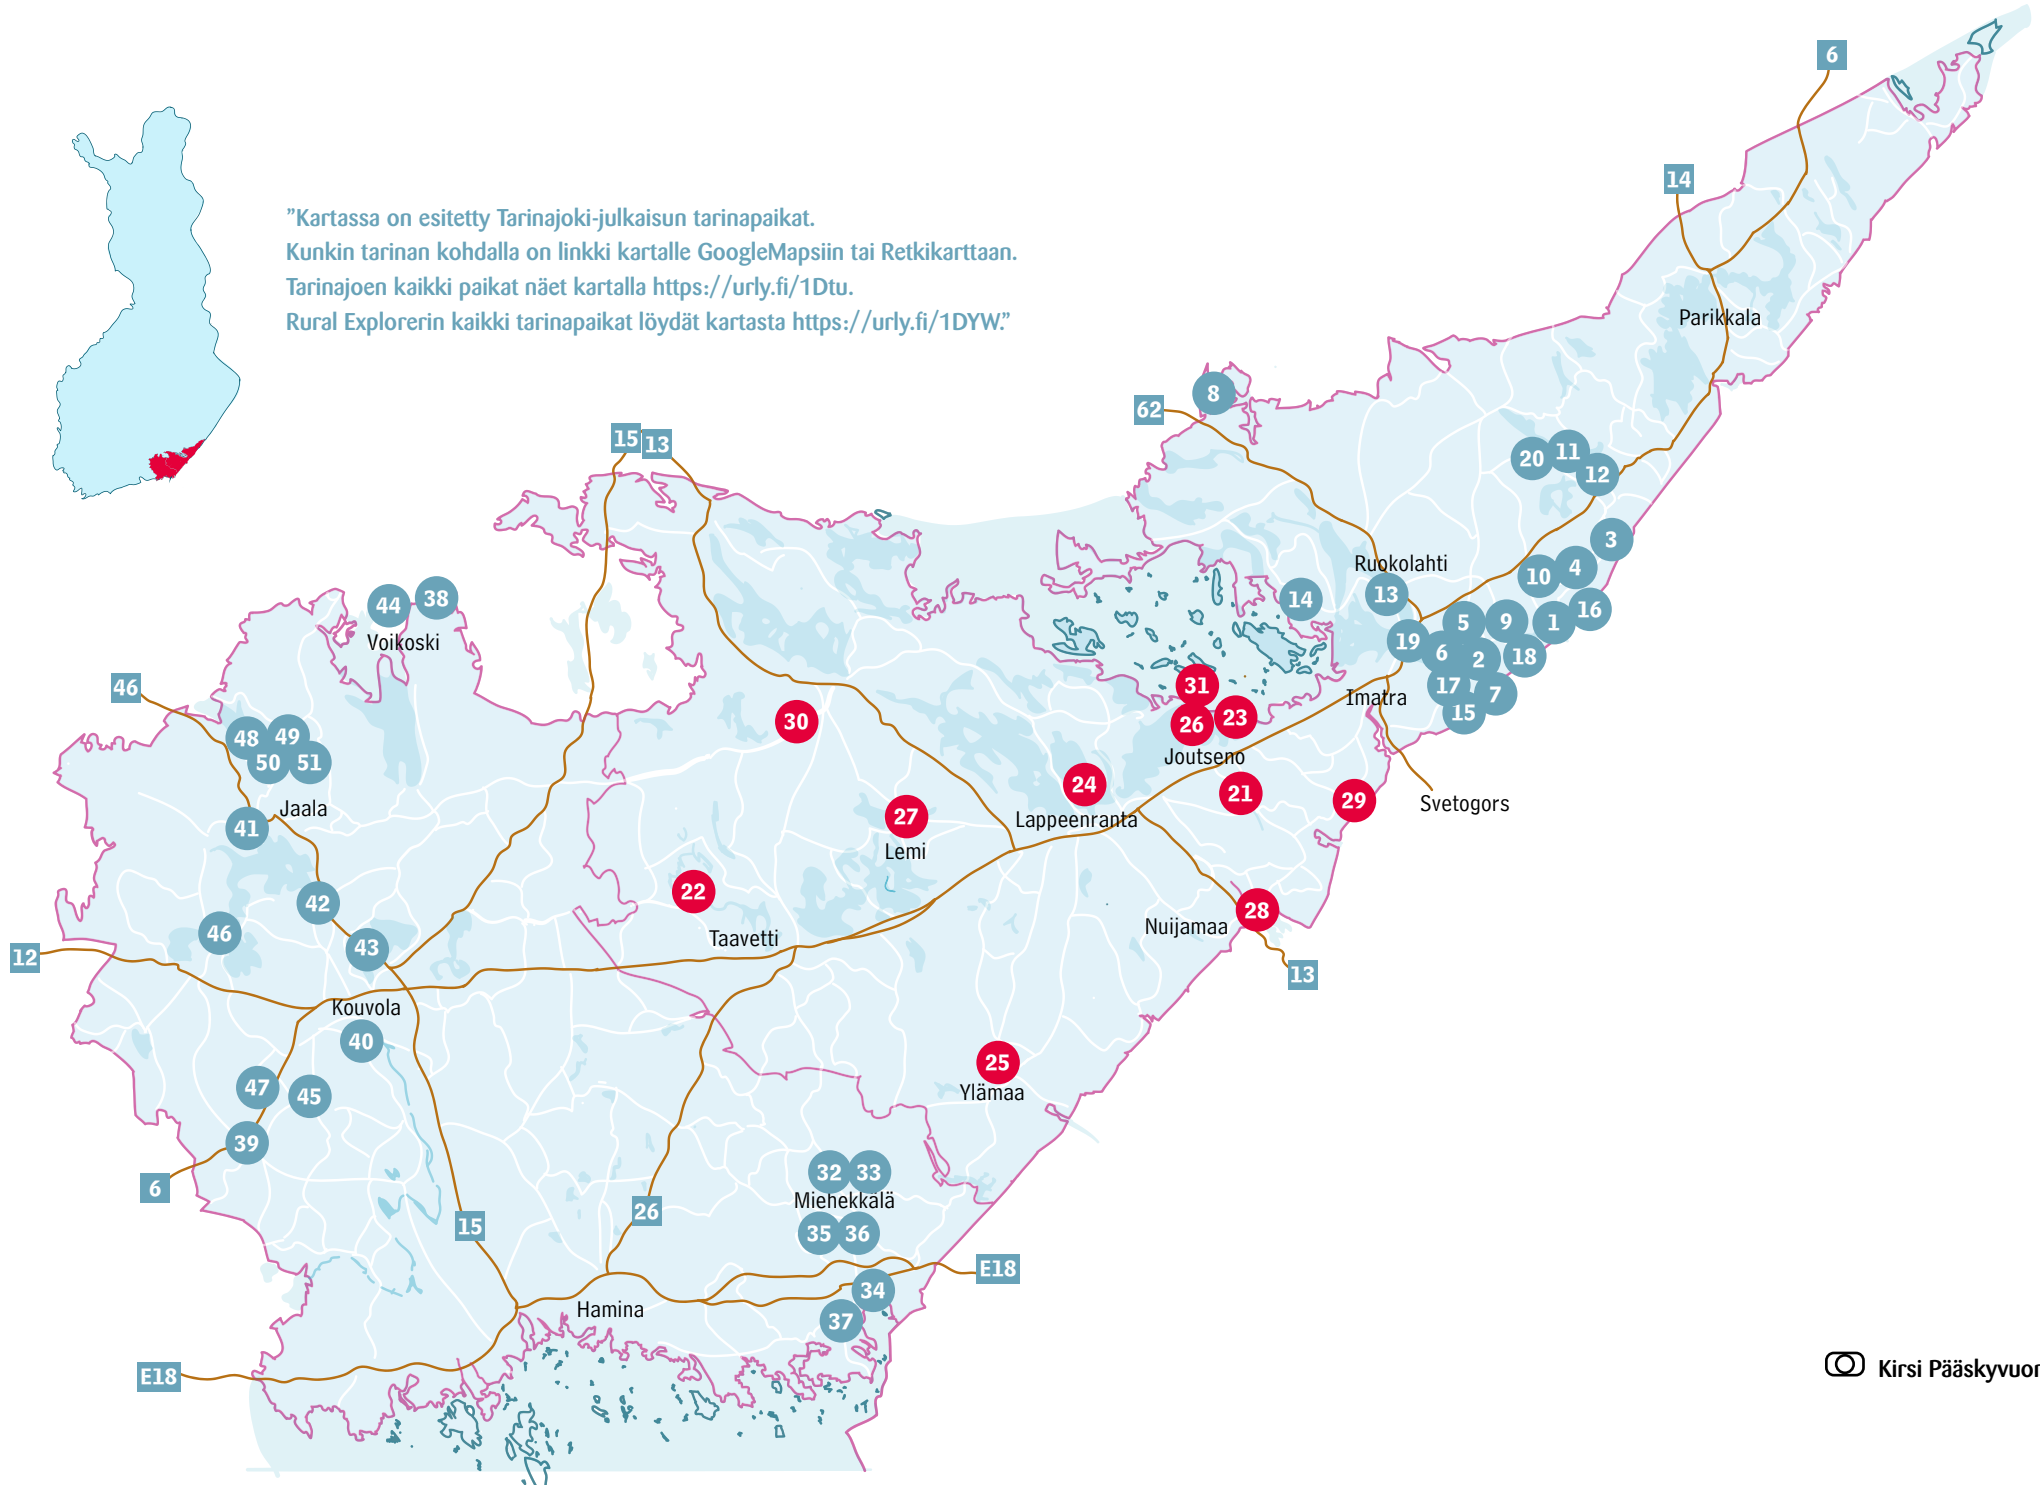 6
14
”Kartassa on esitetty Tarinajoki-julkaisun tarinapaikat.
Kunkin tarinan kohdalla on linkki kartalle GoogleMapsiin tai Retkikarttaan.
Tarinajoen kaikki paikat näet kartalla https://urly.fi/1Dtu.
Rural Explorerin kaikki tarinapaikat löydät kartasta https://urly.fi/1DYW.”
Parikkala
8
62
15 13
11
20
12
3
Ruokolahti
4
10
13
14
44 38
16
5 9 1
Voikoski
19
6 2 18
31
46
17 7
Imatra
15
26 23
30
48 49
Joutseno
50 51
24
21
29
Svetogors
Jaala
27
Lappeenranta
41
Lemi
22
42
28
Nuijamaa
46
Taavetti
43
12
13
Kouvola
40
25
47
45
Ylämaa
39
32 33
6
Miehekkälä
26
15
35 36
E18
34
Hamina
37
E18
Kirsi Pääskyvuor